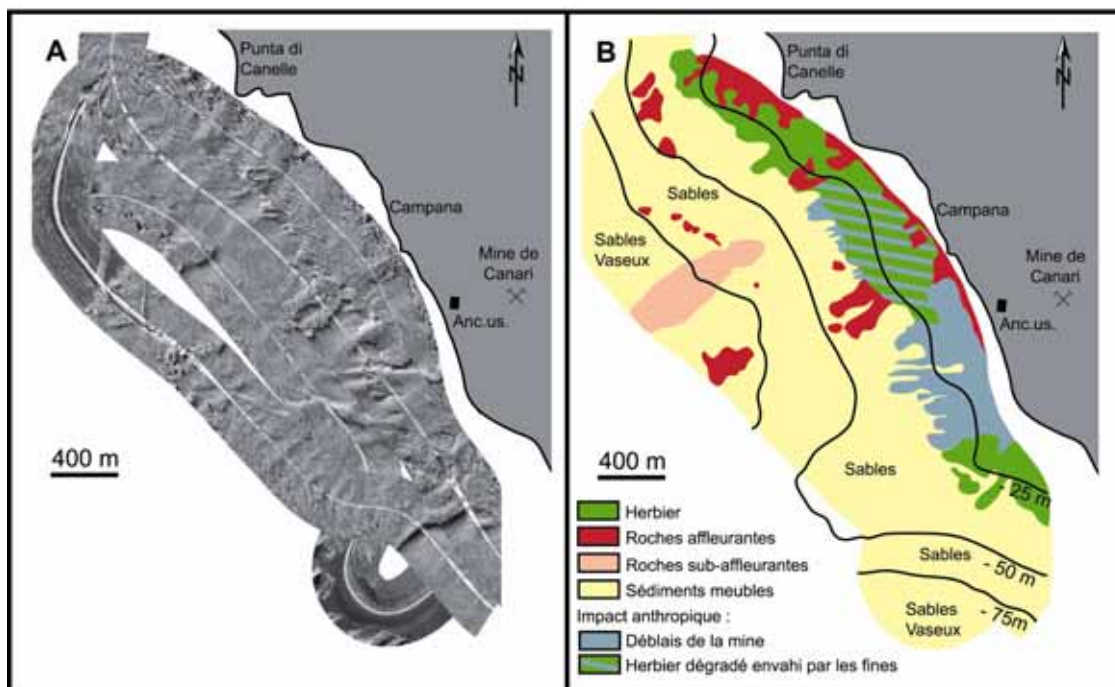 A
Punta di
Canelle
N
Campana
Mine de
Canari
Anc.us.
400 m
B
Punta di
Canelle
N
Sables
Campana
Sables
Vaseux
Mine de
Canari
Anc.us.
400 m
Sables
- 25 m
Herbier
Roches affleurantes
Roches sub-affleurantes
Sédiments meubles
Impact anthropique :
Déblais de la mine
Herbier dégradé envahi par les fines
Sables
- 50 m
Sables
Vaseux
- 75m